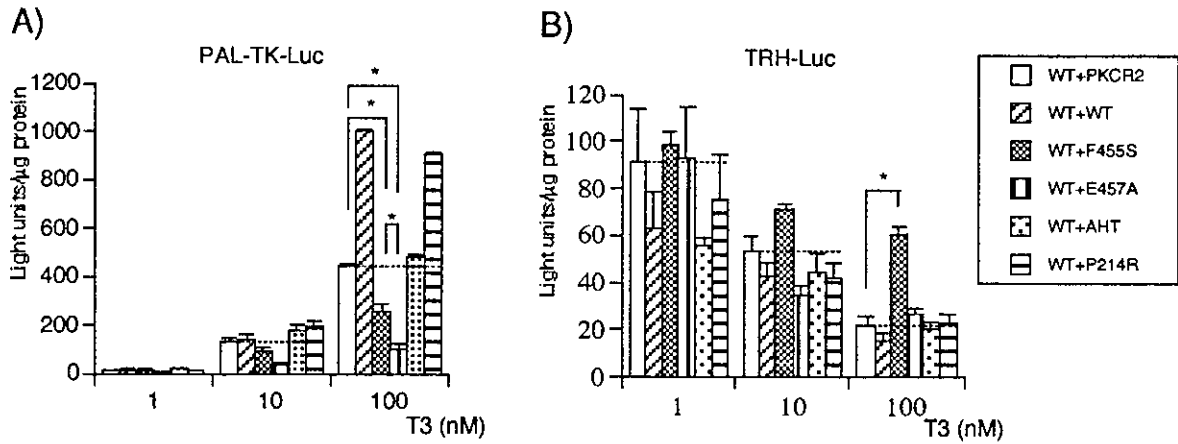 A)
PAL-TK-Luc
Light units/µg protein
1200
1000
800
600
400
200
0
*
*
*
1
10
100
T3 (nM)
B)
TRH-Luc
Light units/µg protein
120
100
80
60
40
20
0
*
1
10
100
T3 (nM)
WT+PKCR2
WT+WT
WT+F455S
WT+E457A
WT+AHT
WT+P214R